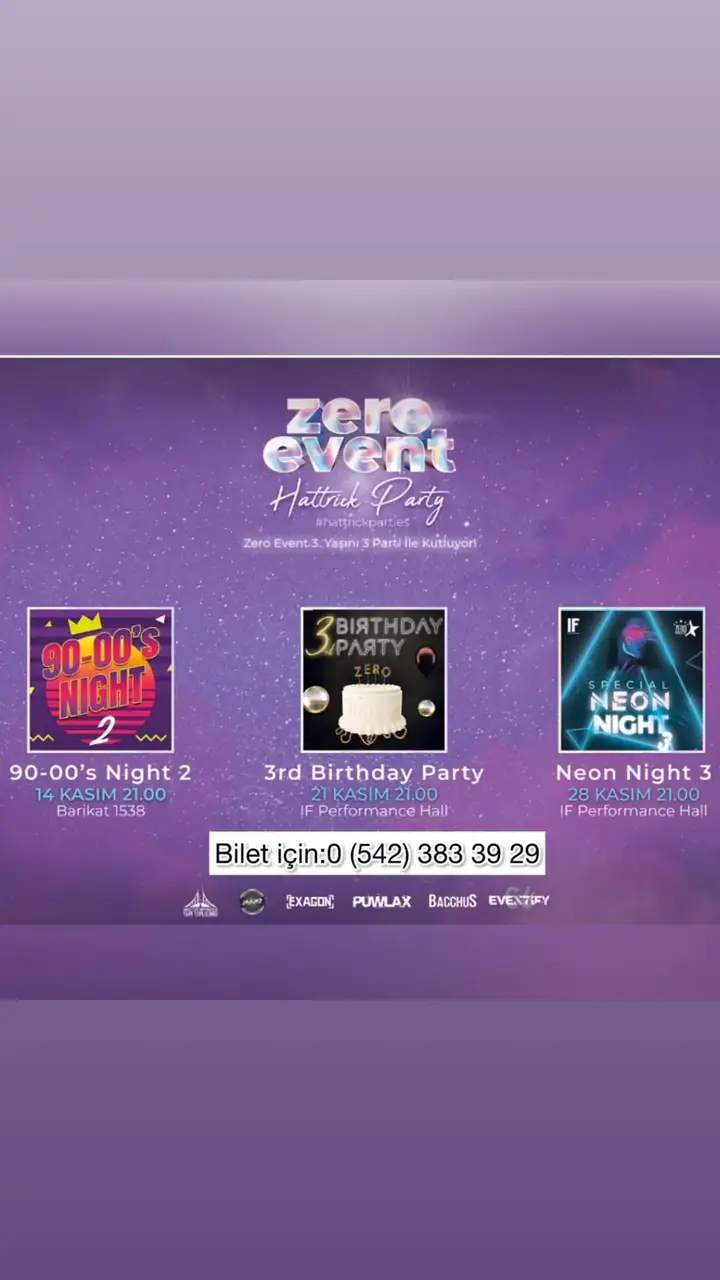 zero
event
Hattrick Party
#hattrickparties
Zero Event 3. Yaşını 3 Parti İle Kutluyor!
90-00'S
NIGHT
2
3rd BIRTHDAY
PARTY
ZERO
IF
SPECIAL
NEON
NIGHT
3
90-00's Night 2
14 KASIM 21.00
Barikat 1538
3rd Birthday Party
21 KASIM 21.00
IF Performance Hall
Neon Night 3
28 KASIM 21.00
IF Performance Hall
Bilet için:0 (542) 383 39 29
[EXAGON]
PUWLAX
BACCHUS
EVENTIFY